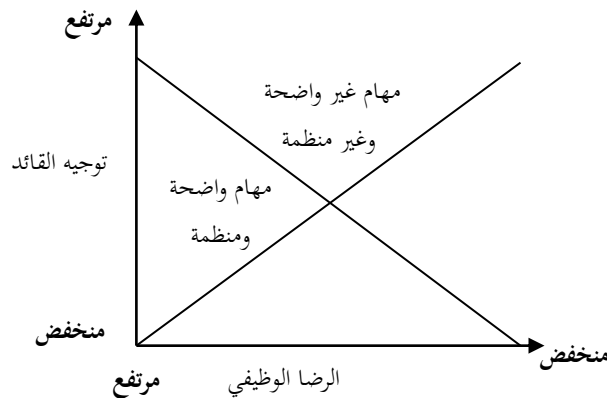 مرتفع
مهام غير واضحة
وغير منظمة
توجيه القائد
مهام واضحة
ومنظمة
منخفض
منخفض
مرتفع
الرضا الوظيفي